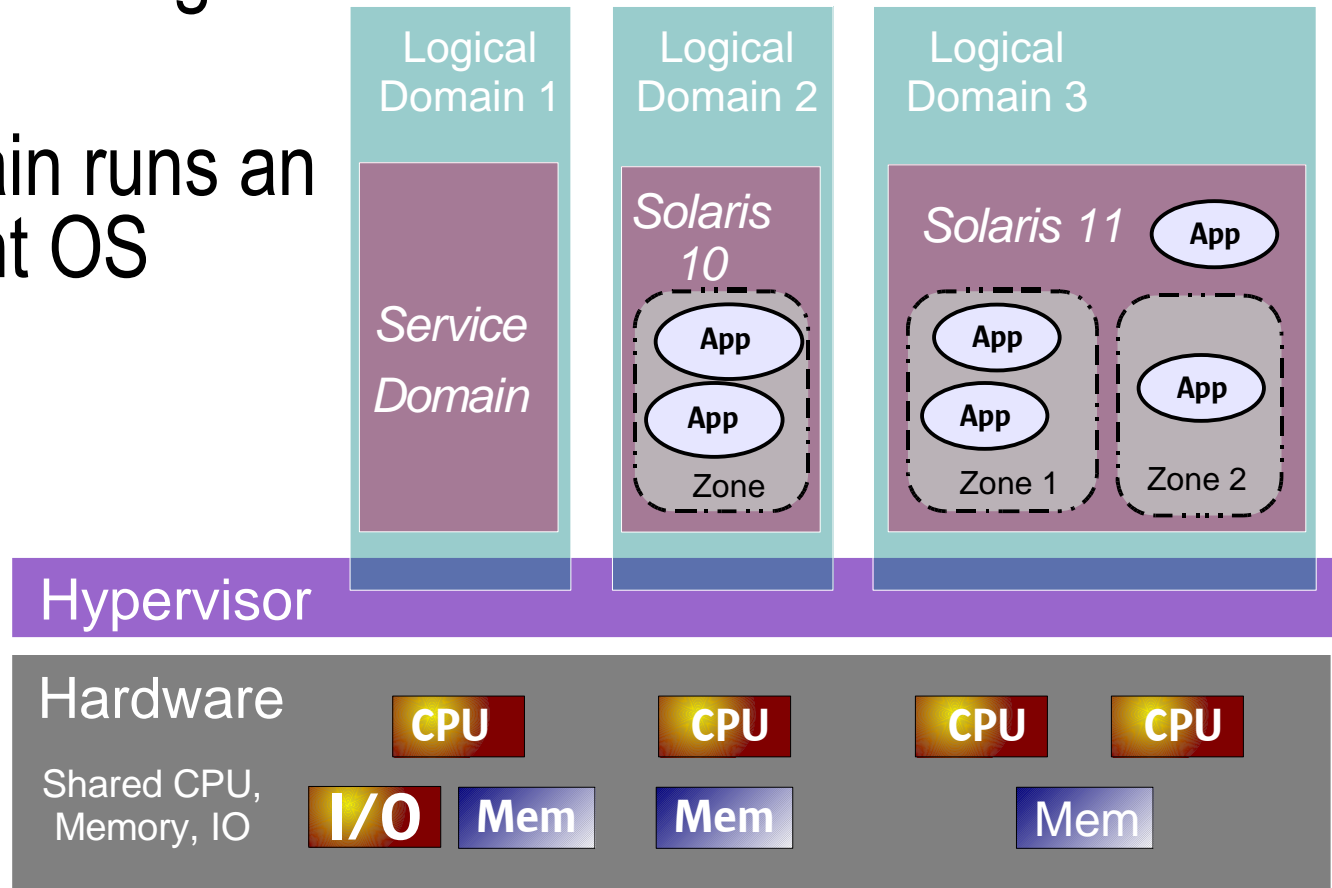 ain runs an
nt OS
Logical
Domain 1
Service
Domain
Logical
Domain 2
Solaris
10
App
App
Zone
Logical
Domain 3
Solaris 11
App
App
App
Zone 1
App
Zone 2
Hypervisor
Hardware
Shared CPU,
Memory, IO
CPU
CPU
CPU
CPU
I/O
Mem
Mem
Mem